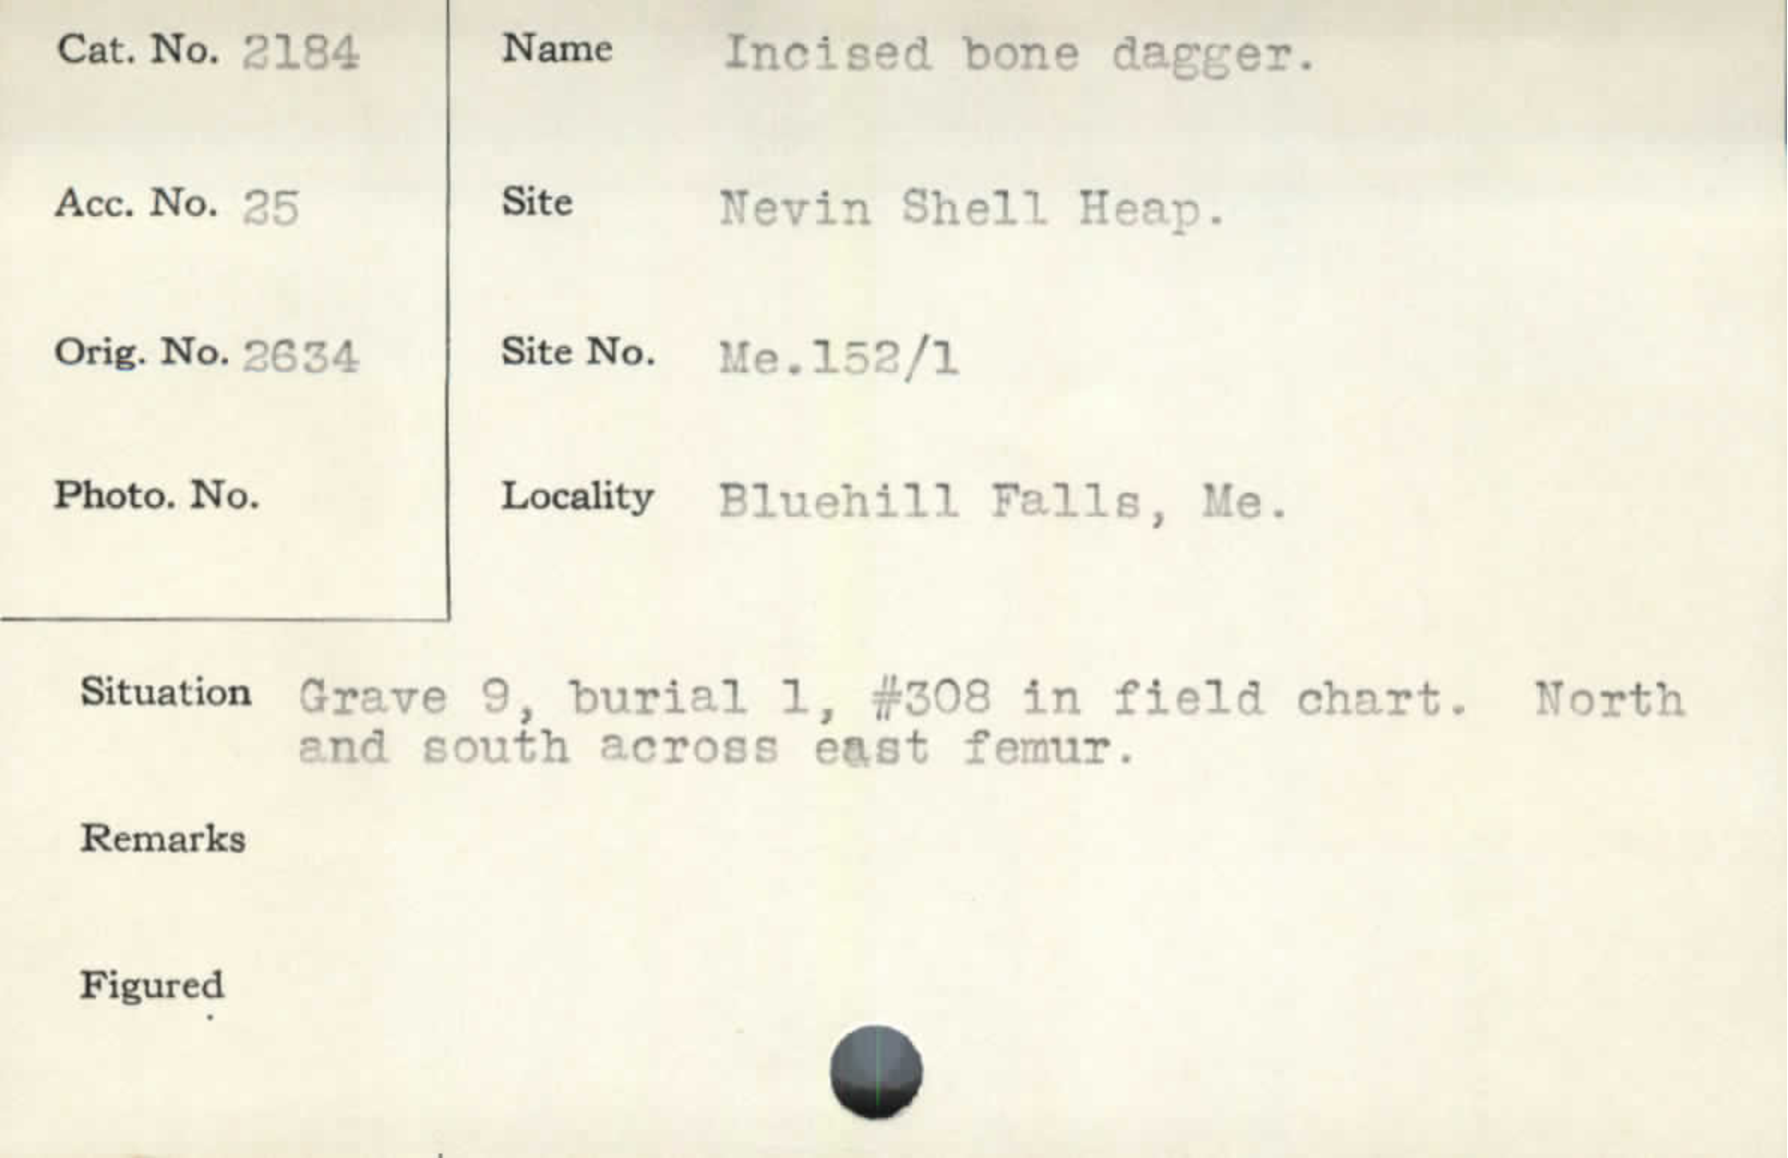 Cat. No. 2184
Name Incised bone dagger.
Acc. No. 25
Site Nevin Shell Heap.
Orig. No. 2634
Site No. Me.152/1
Photo. No.
Locality Bluehill Falls, Me.
Situation Grave 9, burial 1, #308 in field chart. North
and south across east femur.
Remarks
Figured